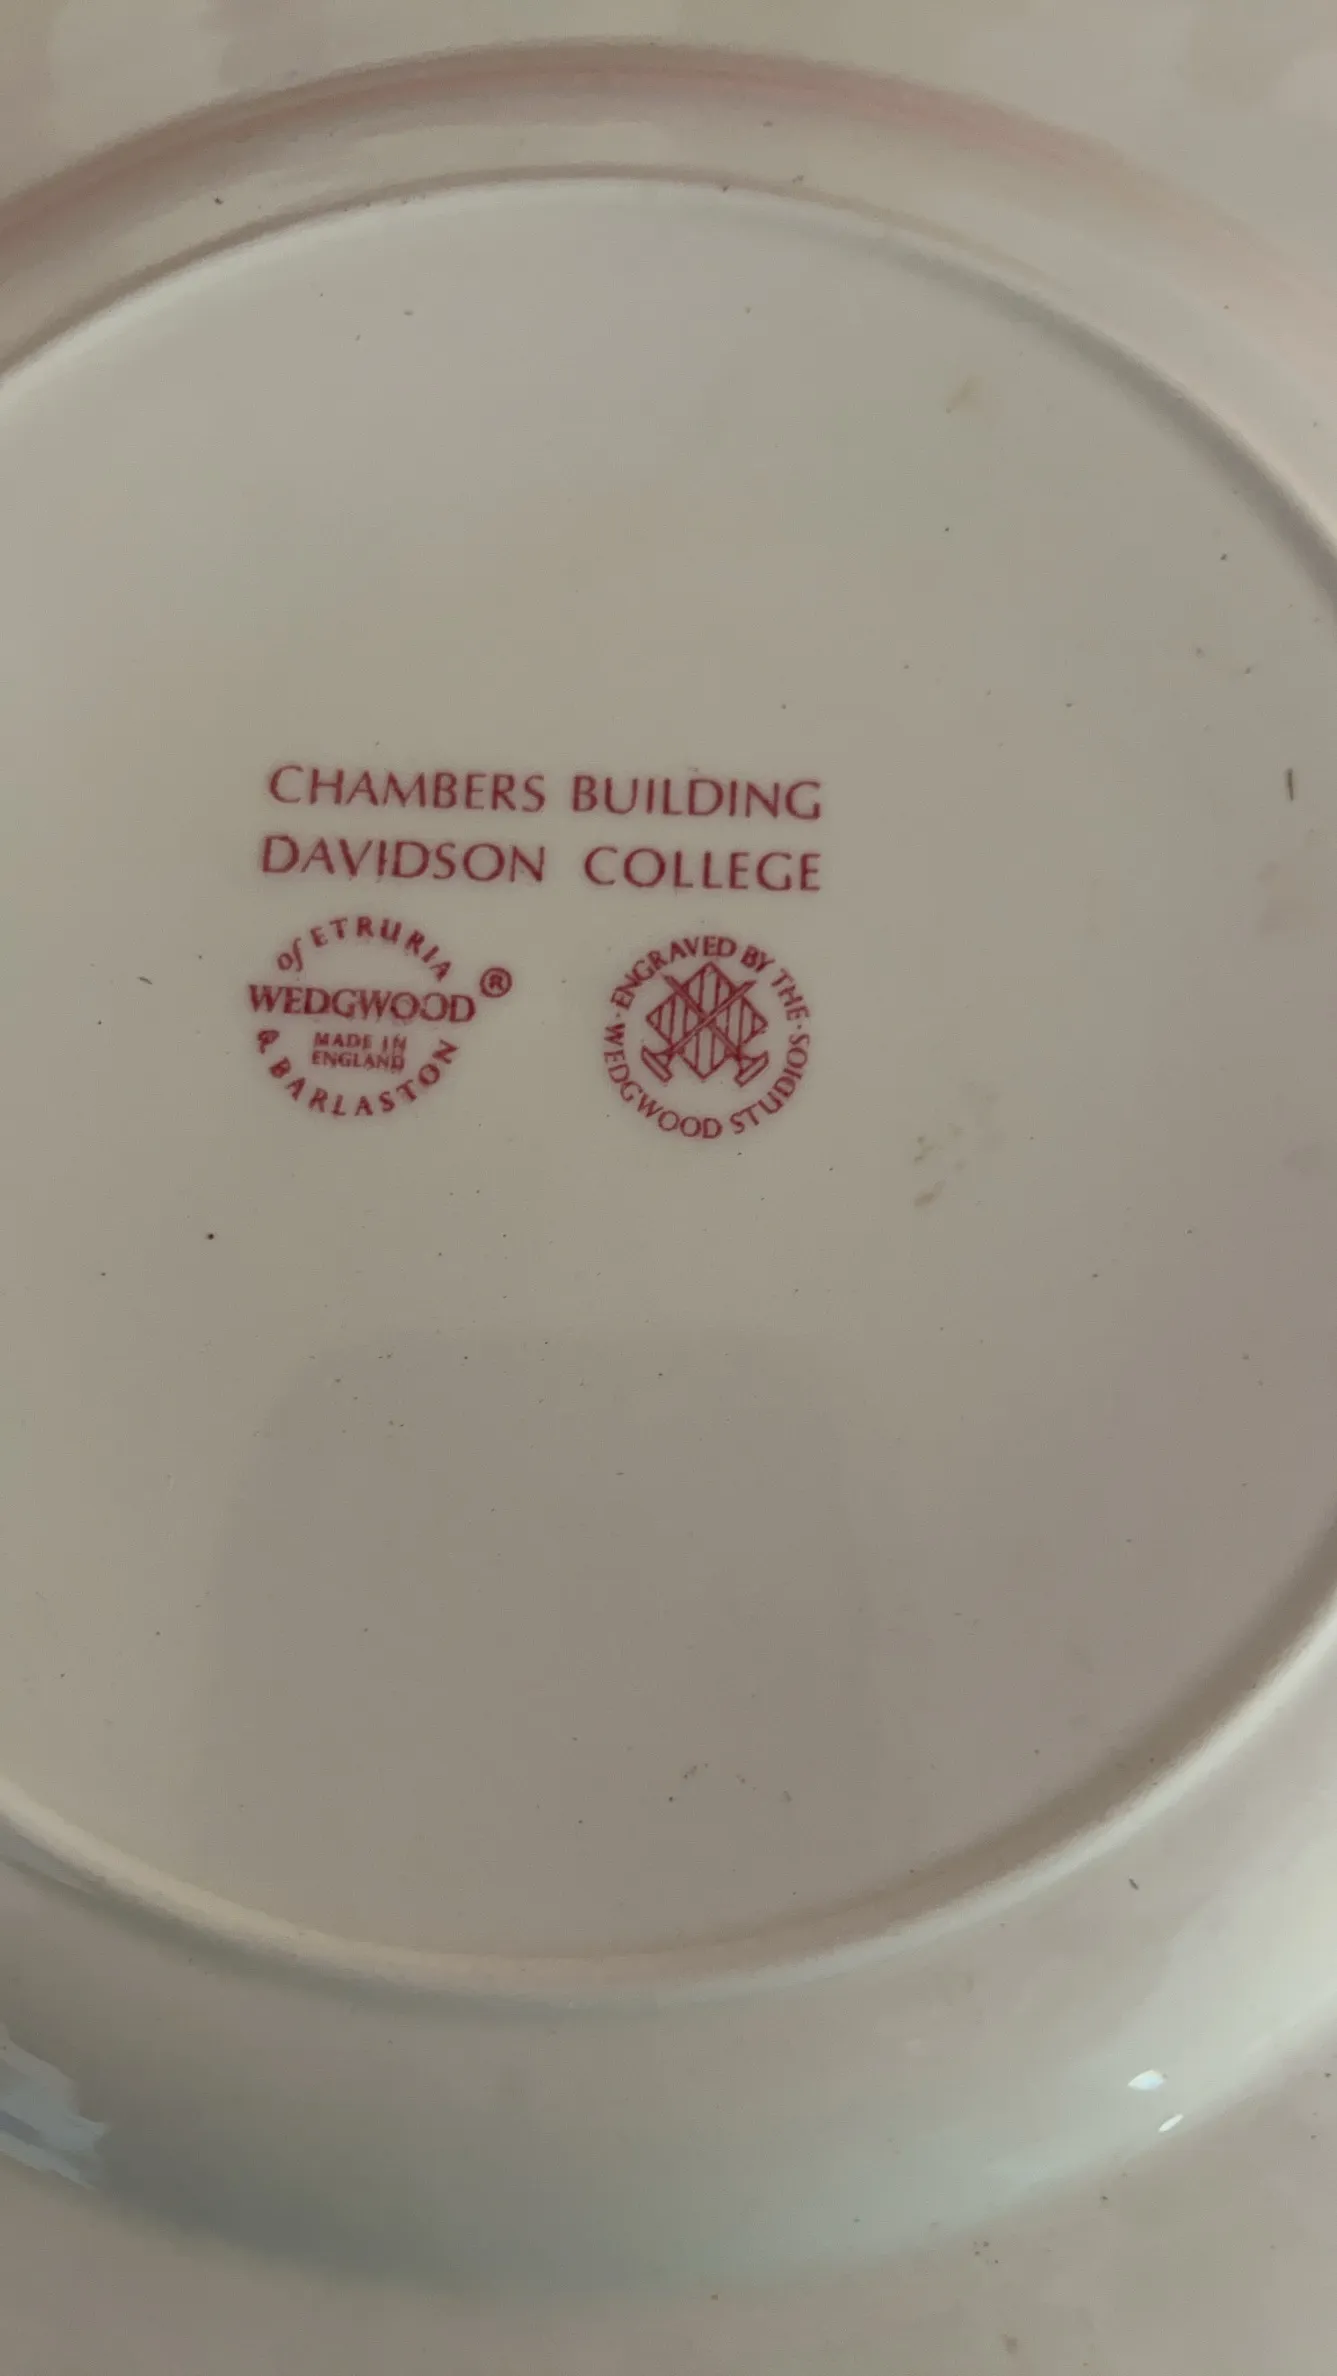 CHAMBERS BUILDING
DAVIDSON COLLEGE
of ETRURIA
WEDGWOOD ®
MADE IN
ENGLAND
& BARLASTON
ENGRAVED BY THE
· WEDGWOOD STUDIOS ·